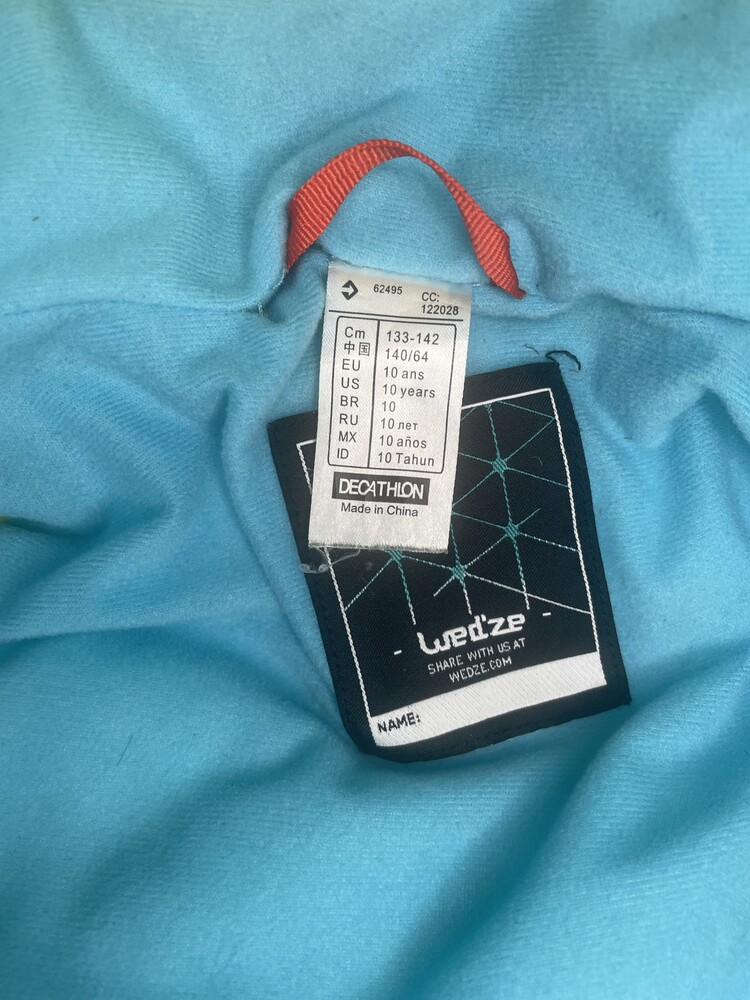 62495 CC:
122028
Cm 133-142
中国 140/64
EU 10 ans
US 10 years
BR 10
RU 10 лет
MX 10 años
ID 10 Tahun
DECATHLON
Made in China
- wed'ze -
SHARE WITH US AT
WEDZE.COM
NAME: